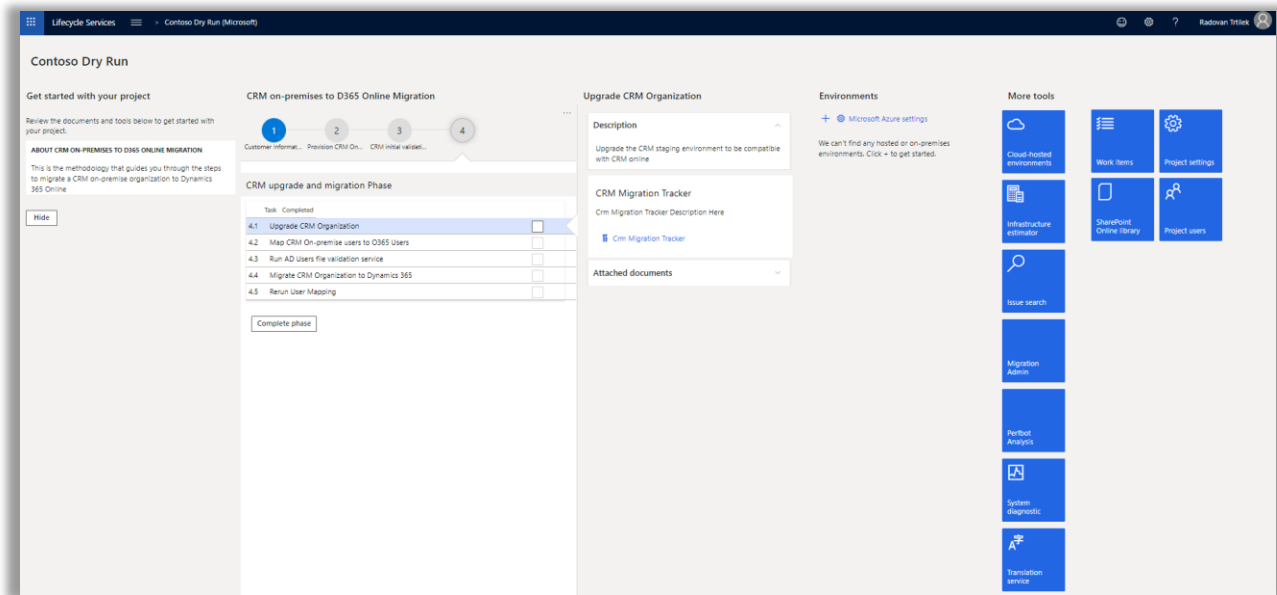 Lifecycle Services > Contoso Dry Run (Microsoft) ? Radovan Trtilek
Contoso Dry Run
Get started with your project
Review the documents and tools below to get started with
your project.
ABOUT CRM ON-PREMISES TO D365 ONLINE MIGRATION
This is the methodology that guides you through the steps
to migrate a CRM on-premise organization to Dynamics
365 Online
Hide
CRM on-premises to D365 Online Migration
...
1 2 3 4
Customer informat... Provision CRM On... CRM initial validati...
CRM upgrade and migration Phase
Task Completed
4.1 Upgrade CRM Organization
4.2 Map CRM On-premise users to O365 Users
4.3 Run AD Users file validation service
4.4 Migrate CRM Organization to Dynamics 365
4.5 Rerun User Mapping
Complete phase
Upgrade CRM Organization
Description
Upgrade the CRM staging environment to be compatible
with CRM online
CRM Migration Tracker
Crm Migration Tracker Description Here
Crm Migration Tracker
Attached documents
Environments
+ Microsoft Azure settings
We can't find any hosted or on-premises
environments. Click + to get started.
More tools
Cloud-hosted
environments
Work items
Project settings
Infrastructure
estimator
SharePoint
Online library
Project users
Issue search
Migration
Admin
Perfbot
Analysis
System
diagnostic
A字
Translation
service